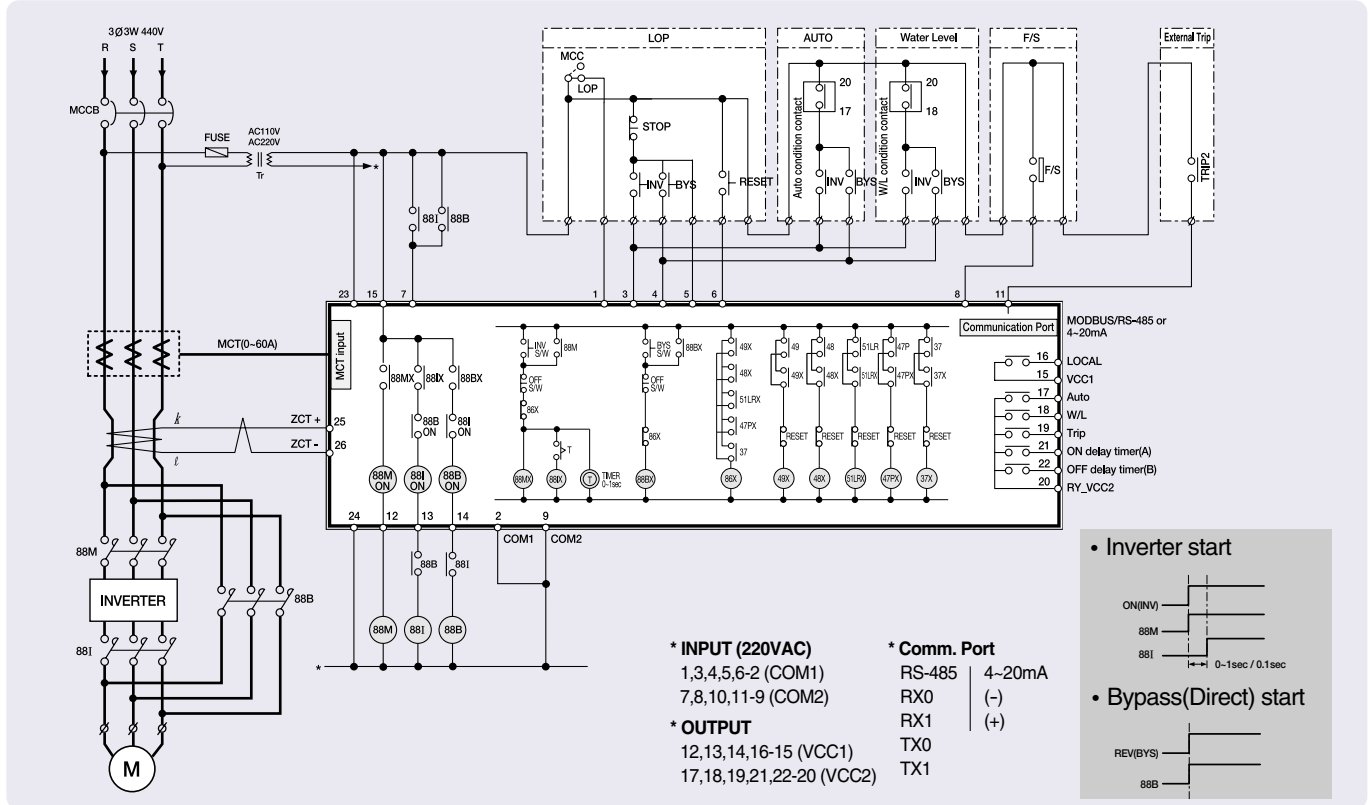 3Ø3W 440V
R S T
MCCB
FUSE
AC110V
AC220V
Tr
*
88I 88B
LOP
MCC
LOP
STOP
INV BYS RESET
AUTO
Auto condition contact
20
17
INV BYS
Water Level
W/L condition contact
20
18
INV BYS
F/S
F/S
External Trip
TRIP2
23 15 7 1 3 4 5 6 8 11
MCT(0~60A)
MCT input
ZCT + 25
ZCT - 26
k
l
88MX 88IX 88BX
88B ON
88I ON
88M ON
88I ON
88B ON
INV S/W
88M
OFF S/W
86X
T
88MX
88IX
T
TIMER
0~1sec
BYS S/W
88BX
OFF S/W
86X
88BX
49X
48X
51LRX
47PX
37
86X
49 48 51LR 47P 37
49X 48X 51LRX 47PX 37X
RESET RESET RESET RESET RESET
49X 48X 51LRX 47PX 37X
Communication Port
MODBUS/RS-485 or
4~20mA
16 LOCAL
15 VCC1
17 Auto
18 W/L
19 Trip
21 ON delay timer(A)
22 OFF delay timer(B)
20 RY_VCC2
24 12 13 14 2 9
COM1 COM2
88B 88I
88M 88I 88B
*
88M
INVERTER
88B
88I
M
* INPUT (220VAC)
1,3,4,5,6-2 (COM1)
7,8,10,11-9 (COM2)
* OUTPUT
12,13,14,16-15 (VCC1)
17,18,19,21,22-20 (VCC2)
* Comm. Port
RS-485 4~20mA
RX0 (-)
RX1 (+)
TX0
TX1
• Inverter start
ON(INV)
88M
88I
0~1sec / 0.1sec
• Bypass(Direct) start
REV(BYS)
88B